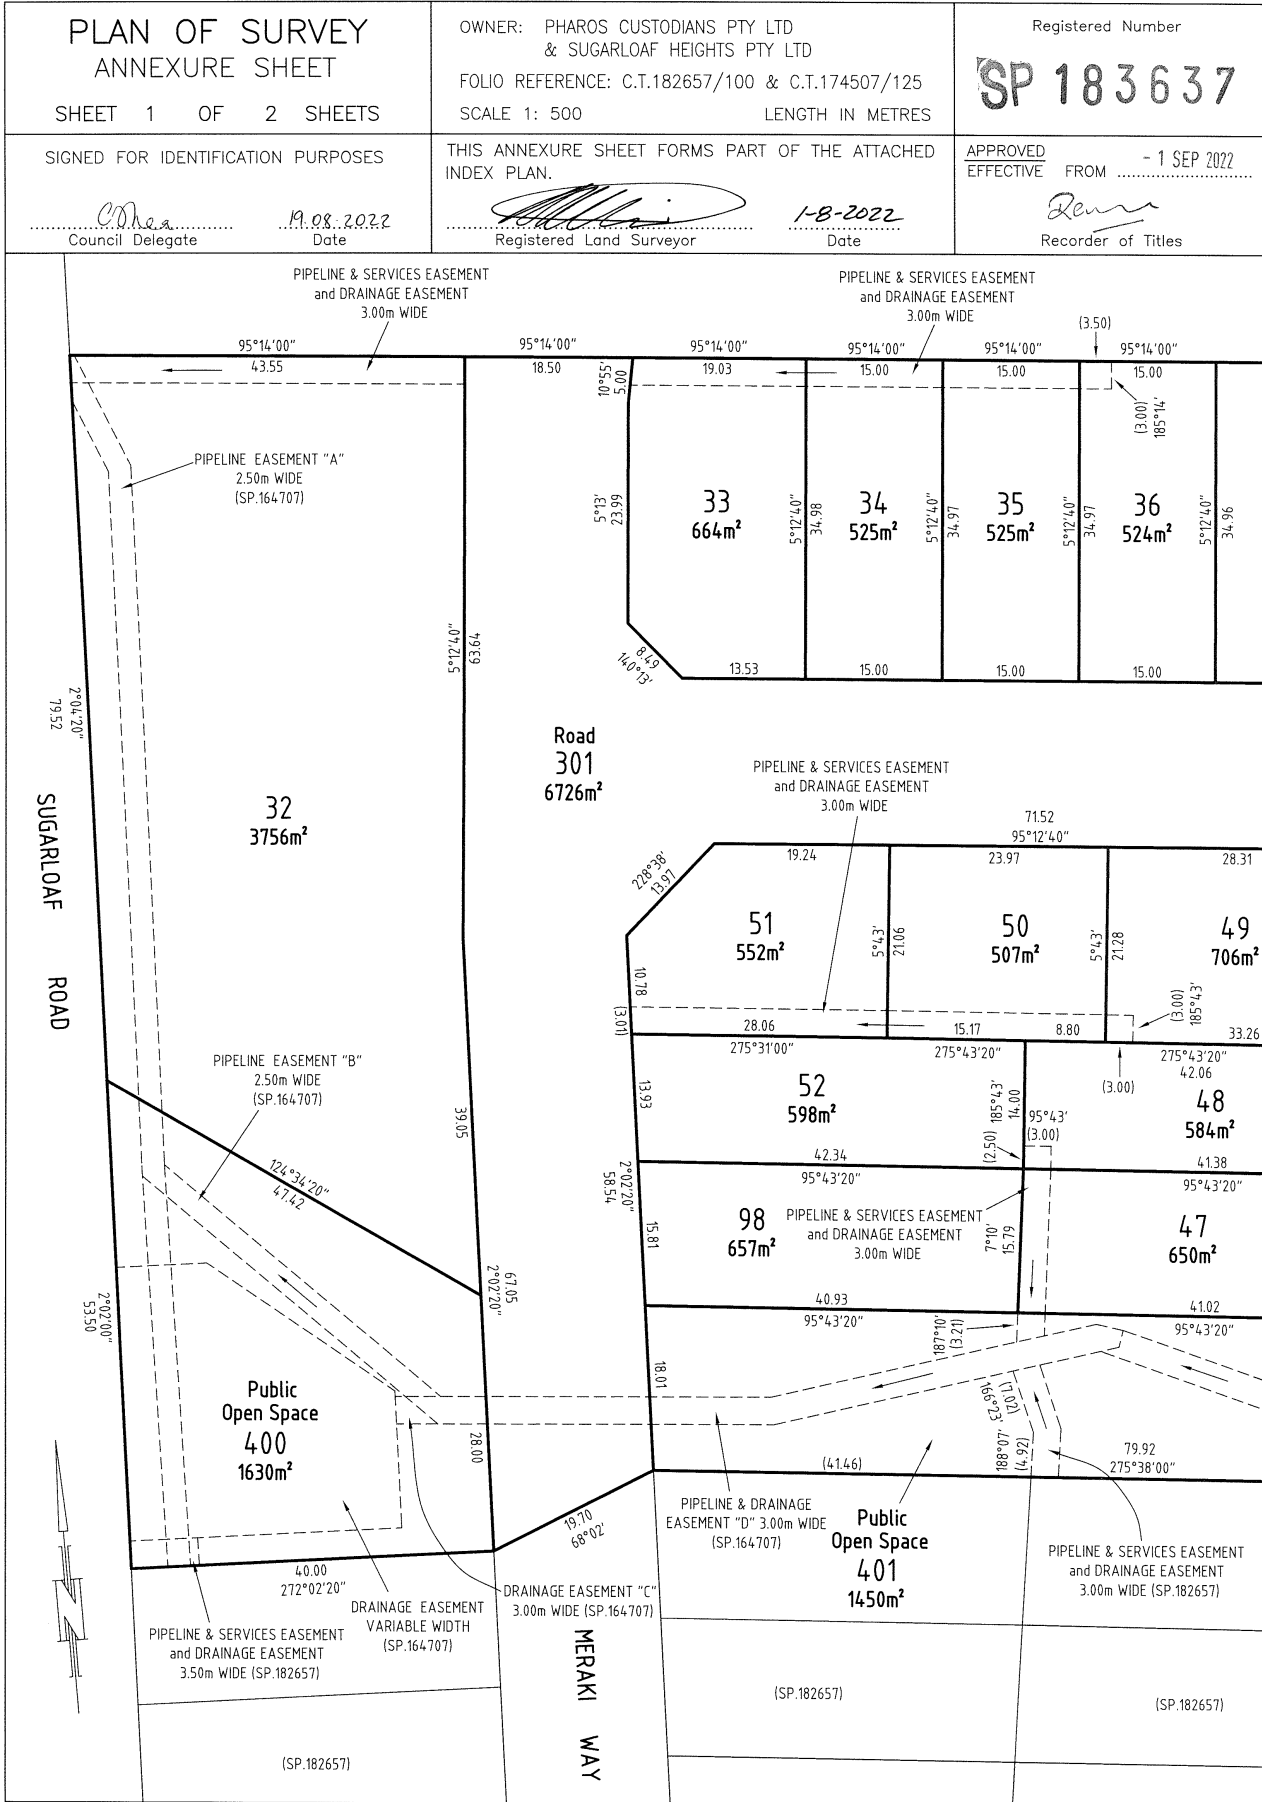 PLAN OF SURVEY
ANNEXURE SHEET
SHEET 1 OF 2 SHEETS
OWNER: PHAROS CUSTODIANS PTY LTD
& SUGARLOAF HEIGHTS PTY LTD
FOLIO REFERENCE: C.T.182657/100 & C.T.174507/125
SCALE 1: 500 LENGTH IN METRES
Registered Number
SP 183637
SIGNED FOR IDENTIFICATION PURPOSES
19.08.2022
Council Delegate Date
THIS ANNEXURE SHEET FORMS PART OF THE ATTACHED
INDEX PLAN.
1-8-2022
Registered Land Surveyor Date
APPROVED
EFFECTIVE FROM - 1 SEP 2022
Recorder of Titles
PIPELINE & SERVICES EASEMENT
and DRAINAGE EASEMENT
3.00m WIDE
PIPELINE & SERVICES EASEMENT
and DRAINAGE EASEMENT
3.00m WIDE
(3.50)
95°14'00"
43.55
95°14'00"
18.50
95°14'00"
19.03
95°14'00"
15.00
95°14'00"
15.00
95°14'00"
15.00
10°55'
5.00
(3.00)
185°14'
PIPELINE EASEMENT "A"
2.50m WIDE
(SP.164707)
5°13'
23.99
33
664m²
5°12'40"
34.98
34
525m²
5°12'40"
34.97
35
525m²
5°12'40"
34.97
36
524m²
5°12'40"
34.96
5°12'40"
63.64
8.49
140°13'
13.53
15.00
15.00
15.00
2°04'20"
79.52
Road
301
6726m²
SUGARLOAF ROAD
32
3756m²
PIPELINE & SERVICES EASEMENT
and DRAINAGE EASEMENT
3.00m WIDE
71.52
95°12'40"
228°38'
13.97
19.24
23.97
28.31
51
552m²
5°43'
21.06
50
507m²
5°43'
21.28
49
706m²
10.78
(3.01)
(3.00)
185°43'
28.06
15.17
8.80
33.26
275°31'00"
275°43'20"
275°43'20"
42.06
(3.00)
PIPELINE EASEMENT "B"
2.50m WIDE
(SP.164707)
39.05
13.93
52
598m²
185°43'
14.00
(2.50)
95°43'
(3.00)
48
584m²
42.34
95°43'20"
41.38
95°43'20"
124°34'20"
47.42
2°02'20"
58.54
15.81
98
657m²
PIPELINE & SERVICES EASEMENT
and DRAINAGE EASEMENT
3.00m WIDE
7°10'
15.79
47
650m²
67.05
2°02'20"
2°02'00"
53.50
40.93
95°43'20"
41.02
95°43'20"
187°10'
(3.21)
18.01
Public
Open Space
400
1630m²
28.00
(7.02)
166°23'
188°07'
(4.92)
(41.46)
79.92
275°38'00"
19.70
68°02'
PIPELINE & DRAINAGE
EASEMENT "D" 3.00m WIDE
(SP.164707)
Public
Open Space
401
1450m²
PIPELINE & SERVICES EASEMENT
and DRAINAGE EASEMENT
3.00m WIDE (SP.182657)
40.00
272°02'20"
DRAINAGE EASEMENT
VARIABLE WIDTH
(SP.164707)
DRAINAGE EASEMENT "C"
3.00m WIDE (SP.164707)
PIPELINE & SERVICES EASEMENT
and DRAINAGE EASEMENT
3.50m WIDE (SP.182657)
MERAKI WAY
(SP.182657)
(SP.182657)
(SP.182657)